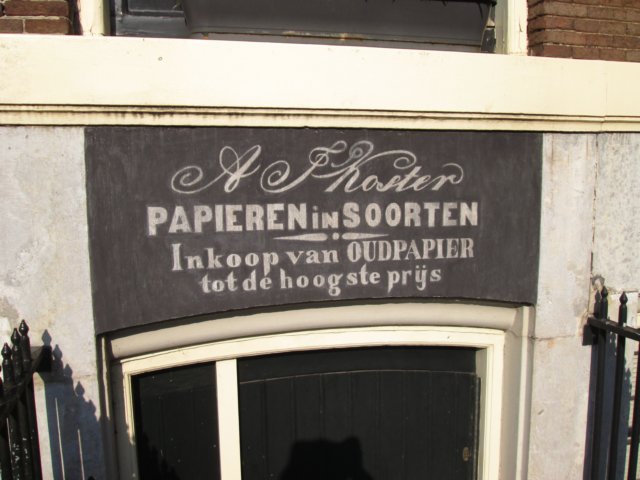 A J Koster
PAPIEREN in SOORTEN
Inkoop van OUDPAPIER
tot de hoogste prijs